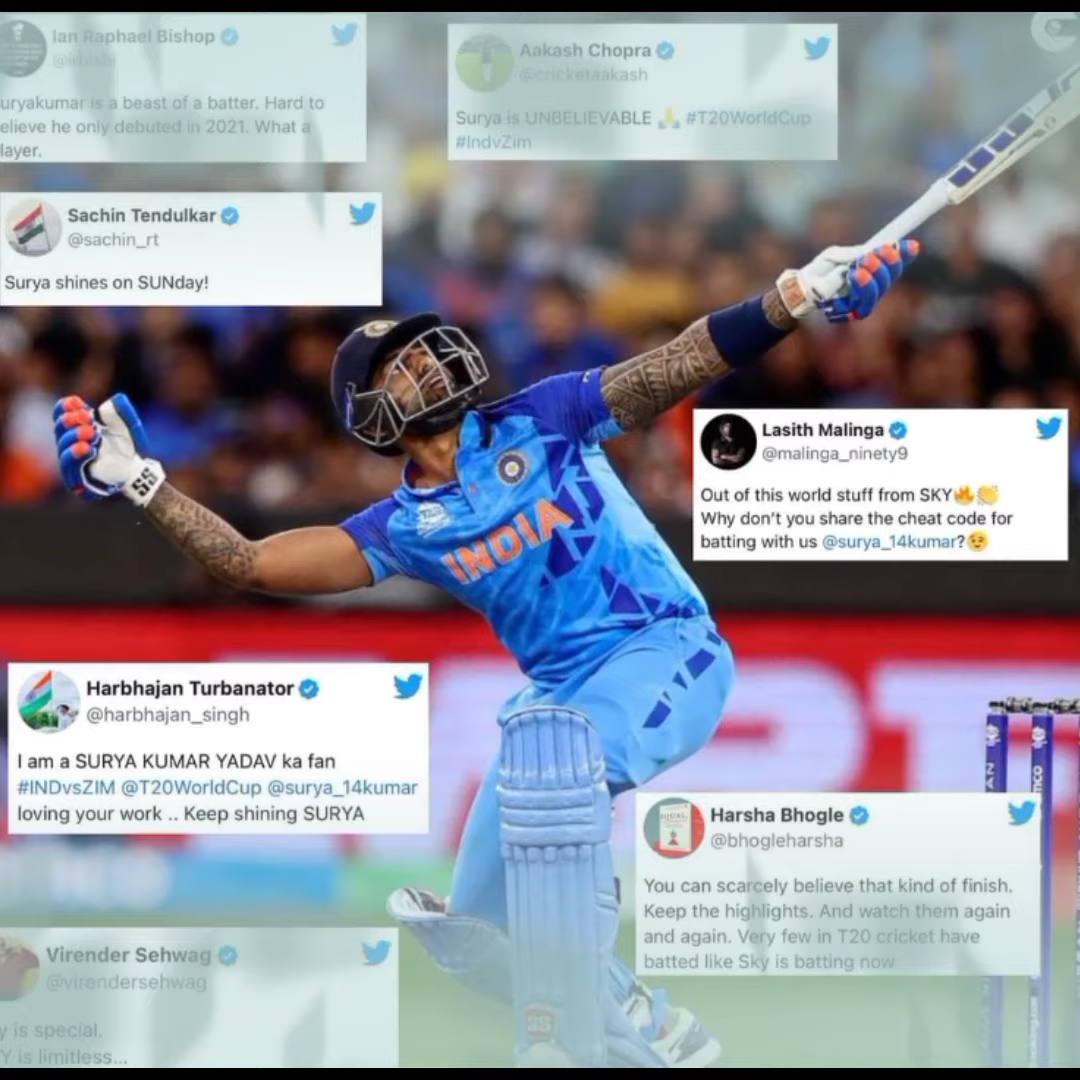 Ian Raphael Bishop
uryakumar is a beast of a batter. Hard to
elieve he only debuted in 2021. What a
layer.
Aakash Chopra
@cricketaakash
Surya is UNBELIEVABLE 🙏 #T20WorldCup
#IndvZim
Sachin Tendulkar
@sachin_rt
Surya shines on SUNday!
Lasith Malinga
@malinga_ninety9
Out of this world stuff from SKY🔥👏
Why don't you share the cheat code for
batting with us @surya_14kumar?😉
SS
INDIA
Harbhajan Turbanator
@harbhajan_singh
I am a SURYA KUMAR YADAV ka fan
#INDvsZIM @T20WorldCup @surya_14kumar
loving your work .. Keep shining SURYA
Harsha Bhogle
@bhogleharsha
You can scarcely believe that kind of finish.
Keep the highlights. And watch them again
and again. Very few in T20 cricket have
batted like Sky is batting now
Virender Sehwag
@virendersehwag
y is special.
Y is limitless...
SS